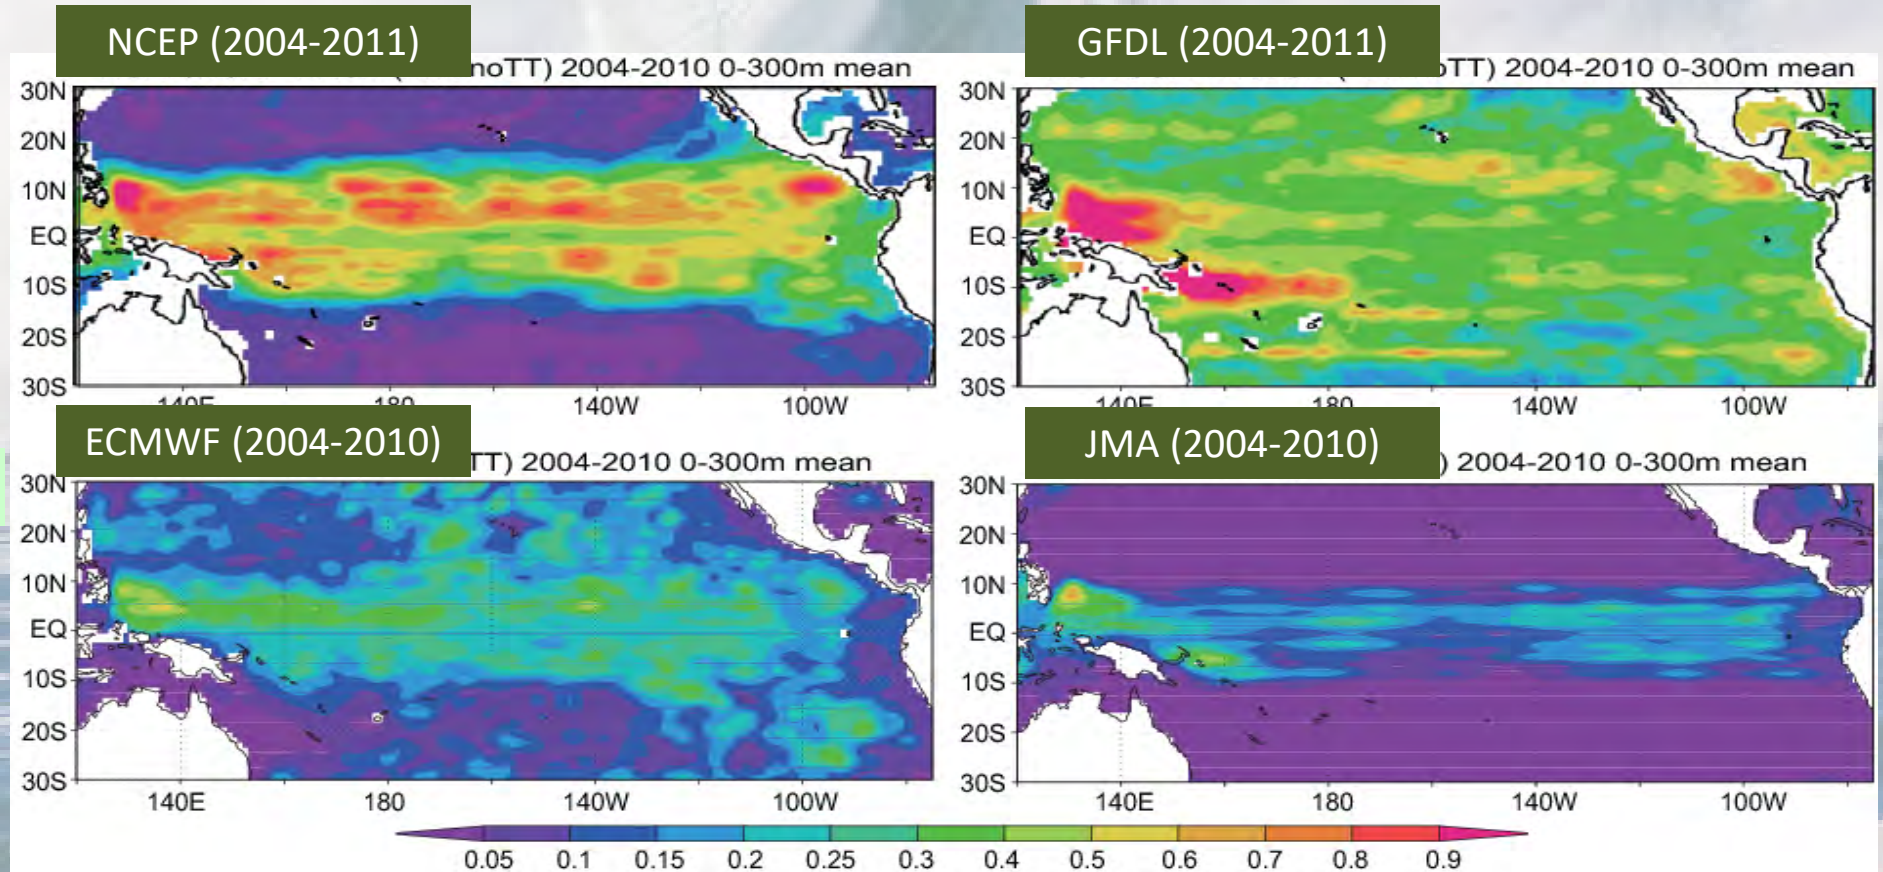 NCEP (2004-2011)
noTT) 2004-2010 0-300m mean
30N
20N
10N
EQ
10S
20S
30S
140E 180 140W 100W
GFDL (2004-2011)
oTT) 2004-2010 0-300m mean
30N
20N
10N
EQ
10S
20S
30S
140E 180 140W 100W
ECMWF (2004-2010)
TT) 2004-2010 0-300m mean
30N
20N
10N
EQ
10S
20S
30S
140E 180 140W 100W
JMA (2004-2010)
) 2004-2010 0-300m mean
30N
20N
10N
EQ
10S
20S
30S
140E 180 140W 100W
0.05 0.1 0.15 0.2 0.25 0.3 0.4 0.5 0.6 0.7 0.8 0.9